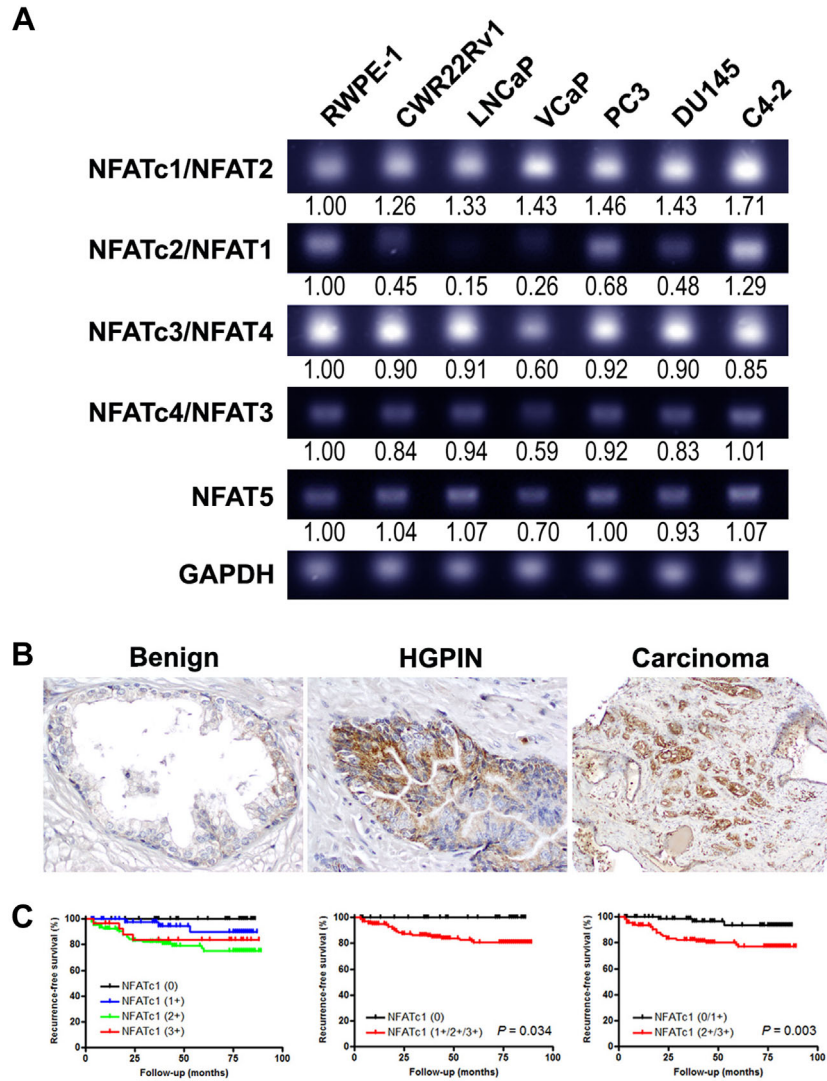 A
RWPE-1 CWR22Rv1 LNCaP VCaP PC3 DU145 C4-2
NFATc1/NFAT2
1.00 1.26 1.33 1.43 1.46 1.43 1.71
NFATc2/NFAT1
1.00 0.45 0.15 0.26 0.68 0.48 1.29
NFATc3/NFAT4
1.00 0.90 0.91 0.60 0.92 0.90 0.85
NFATc4/NFAT3
1.00 0.84 0.94 0.59 0.92 0.83 1.01
NFAT5
1.00 1.04 1.07 0.70 1.00 0.93 1.07
GAPDH
B
Benign HGPIN Carcinoma
C
Recurrence-free survival (%)
100
80
60
40
20
0
NFATc1 (0)
NFATc1 (1+)
NFATc1 (2+)
NFATc1 (3+)
0 25 50 75 100
Follow-up (months)
Recurrence-free survival (%)
100
80
60
40
20
0
NFATc1 (0)
NFATc1 (1+/2+/3+) P = 0.034
0 25 50 75 100
Follow-up (months)
Recurrence-free survival (%)
100
80
60
40
20
0
NFATc1 (0/1+)
NFATc1 (2+/3+) P = 0.003
0 25 50 75 100
Follow-up (months)